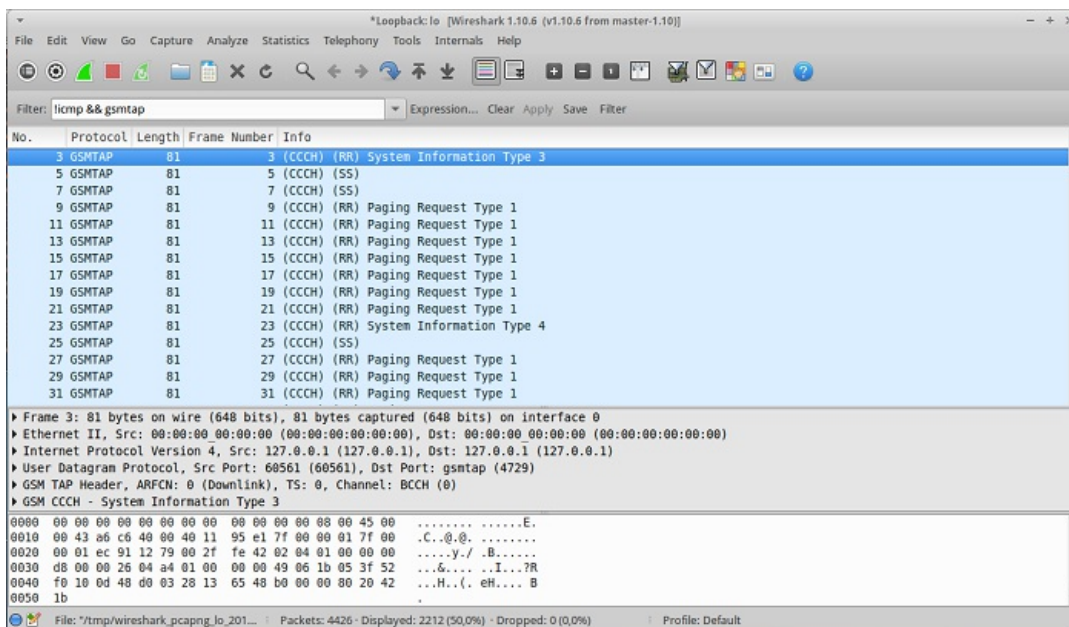 *Loopback: lo [Wireshark 1.10.6 (v1.10.6 from master-1.10)]
File Edit View Go Capture Analyze Statistics Telephony Tools Internals Help
Filter: !icmp && gsmtap Expression... Clear Apply Save Filter
No. Protocol Length Frame Number Info
3 GSMTAP 81 3 (CCCH) (RR) System Information Type 3
5 GSMTAP 81 5 (CCCH) (SS)
7 GSMTAP 81 7 (CCCH) (SS)
9 GSMTAP 81 9 (CCCH) (RR) Paging Request Type 1
11 GSMTAP 81 11 (CCCH) (RR) Paging Request Type 1
13 GSMTAP 81 13 (CCCH) (RR) Paging Request Type 1
15 GSMTAP 81 15 (CCCH) (RR) Paging Request Type 1
17 GSMTAP 81 17 (CCCH) (RR) Paging Request Type 1
19 GSMTAP 81 19 (CCCH) (RR) Paging Request Type 1
21 GSMTAP 81 21 (CCCH) (RR) Paging Request Type 1
23 GSMTAP 81 23 (CCCH) (RR) System Information Type 4
25 GSMTAP 81 25 (CCCH) (SS)
27 GSMTAP 81 27 (CCCH) (RR) Paging Request Type 1
29 GSMTAP 81 29 (CCCH) (RR) Paging Request Type 1
31 GSMTAP 81 31 (CCCH) (RR) Paging Request Type 1
Frame 3: 81 bytes on wire (648 bits), 81 bytes captured (648 bits) on interface 0
Ethernet II, Src: 00:00:00_00:00:00 (00:00:00:00:00:00), Dst: 00:00:00_00:00:00 (00:00:00:00:00:00)
Internet Protocol Version 4, Src: 127.0.0.1 (127.0.0.1), Dst: 127.0.0.1 (127.0.0.1)
User Datagram Protocol, Src Port: 60561 (60561), Dst Port: gsmtap (4729)
GSM TAP Header, ARFCN: 0 (Downlink), TS: 0, Channel: BCCH (0)
GSM CCCH - System Information Type 3
0000 00 00 00 00 00 00 00 00 00 00 00 00 08 00 45 00 ........ ......E.
0010 00 43 a6 c6 40 00 40 11 95 e1 7f 00 00 01 7f 00 .C..@.@. ........
0020 00 01 ec 91 12 79 00 2f fe 42 02 04 01 00 00 00 .....y./ .B......
0030 d8 00 00 26 04 a4 01 00 00 00 49 06 1b 05 3f 52 ...&.... ..I...?R
0040 f0 10 0d 48 d0 03 28 13 65 48 b0 00 00 80 20 42 ...H..(. eH.... B
0050 1b .
File: "/tmp/wireshark_pcapng_lo_201... Packets: 4426 · Displayed: 2212 (50,0%) · Dropped: 0 (0,0%) Profile: Default